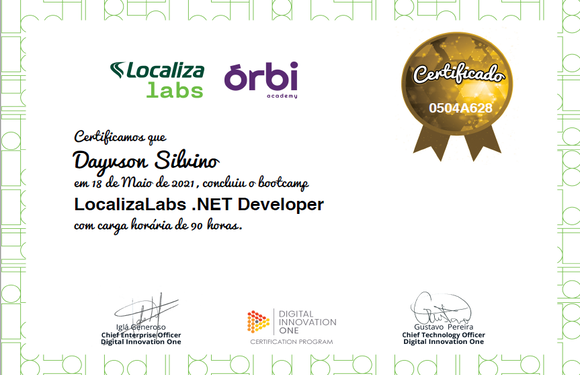 Localiza
labs
órbi
academy
Certificado
0504A628
Certificamos que
Dayvson Silvino
em 18 de Maio de 2021, concluiu o bootcamp
LocalizaLabs .NET Developer
com carga horária de 90 horas.
Iglá Generoso
Chief Enterprise Officer
Digital Innovation One
DIGITAL
INNOVATION
ONE
CERTIFICATION PROGRAM
Gustavo Pereira
Chief Technology Officer
Digital Innovation One